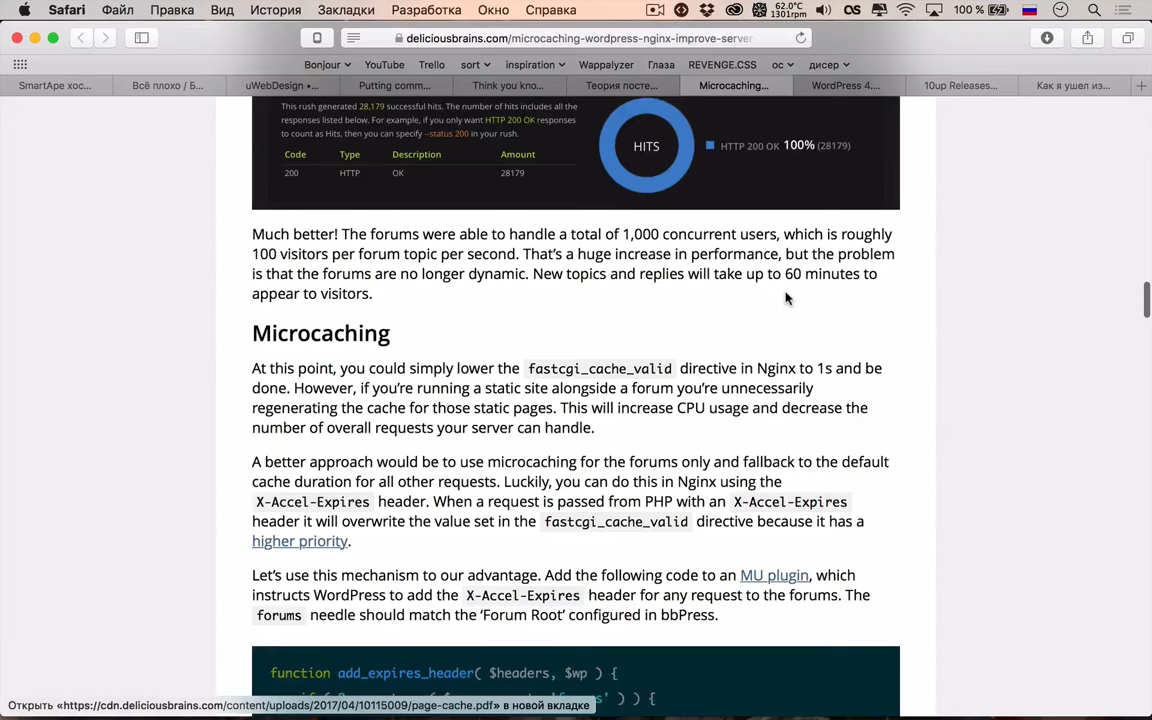 Safari Файл Правка Вид История Закладки Разработка Окно Справка 62.0°C 1301rpm 100 %
deliciousbrains.com/microcaching-wordpress-nginx-improve-server-
Bonjour YouTube Trello sort inspiration Wappalyzer Глаза REVENGE.CSS ос дисер
SmartApe хос... Всё плохо / Б... uWebDesign •... Putting comm... Think you kno... Теория посте... Microcaching... WordPress 4.... 10up Releases... Как я ушел из...
This rush generated 28,179 successful hits. The number of hits includes all the
responses listed below. For example, if you only want HTTP 200 OK responses
to count as Hits, then you can specify --status 200 in your rush.
Code Type Description Amount
200 HTTP OK 28179
HITS
HTTP 200 OK 100% (28179)
Much better! The forums were able to handle a total of 1,000 concurrent users, which is roughly
100 visitors per forum topic per second. That’s a huge increase in performance, but the problem
is that the forums are no longer dynamic. New topics and replies will take up to 60 minutes to
appear to visitors.
Microcaching
At this point, you could simply lower the fastcgi_cache_valid directive in Nginx to 1s and be
done. However, if you’re running a static site alongside a forum you’re unnecessarily
regenerating the cache for those static pages. This will increase CPU usage and decrease the
number of overall requests your server can handle.
A better approach would be to use microcaching for the forums only and fallback to the default
cache duration for all other requests. Luckily, you can do this in Nginx using the
X-Accel-Expires header. When a request is passed from PHP with an X-Accel-Expires
header it will overwrite the value set in the fastcgi_cache_valid directive because it has a
higher priority.
Let’s use this mechanism to our advantage. Add the following code to an MU plugin, which
instructs WordPress to add the X-Accel-Expires header for any request to the forums. The
forums needle should match the ‘Forum Root’ configured in bbPress.
function add_expires_header( $headers, $wp ) {
' ) ) {
Открыть «https://cdn.deliciousbrains.com/content/uploads/2017/04/10115009/page-cache.pdf» в новой вкладке